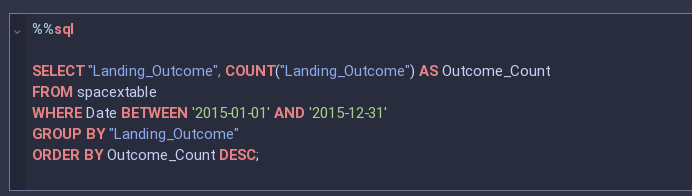 %%sql
SELECT "Landing_Outcome", COUNT("Landing_Outcome") AS Outcome_Count
FROM spacextable
WHERE Date BETWEEN '2015-01-01' AND '2015-12-31'
GROUP BY "Landing_Outcome"
ORDER BY Outcome_Count DESC;